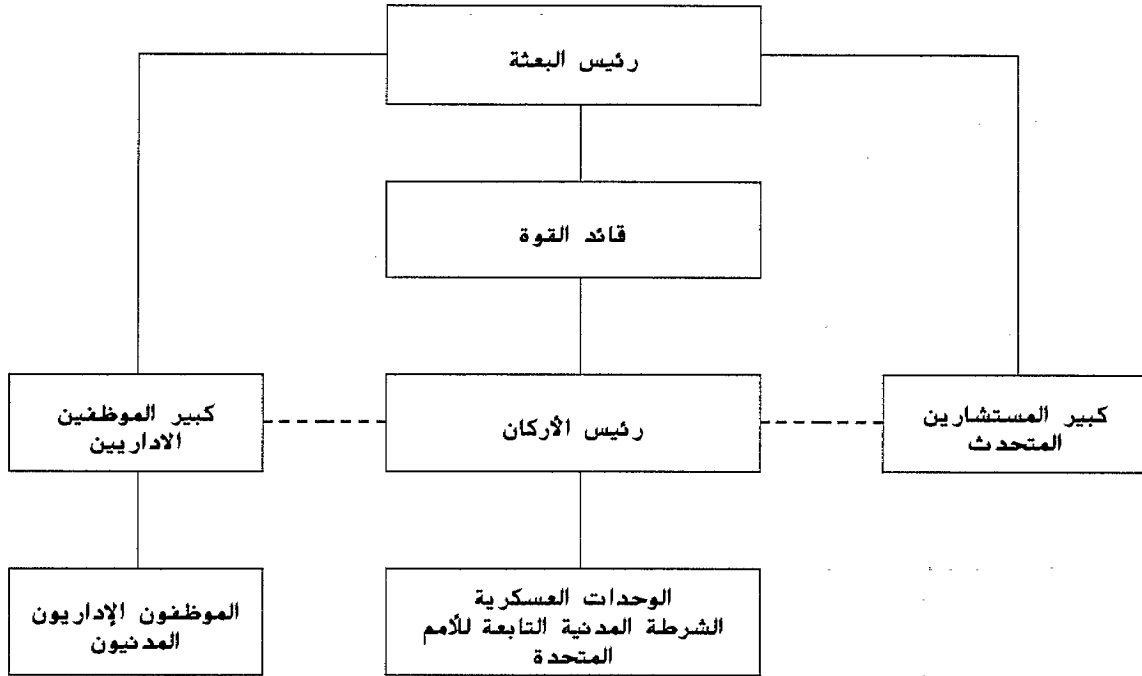 رئيس البعثة
قائد القوة
كبير المستشارين
المتحدث
رئيس الأركان
كبير الموظفين
الاداريين
الوحدات العسكرية
الشرطة المدنية التابعة للأمم
المتحدة
الموظفون الإداريون
المدنيون